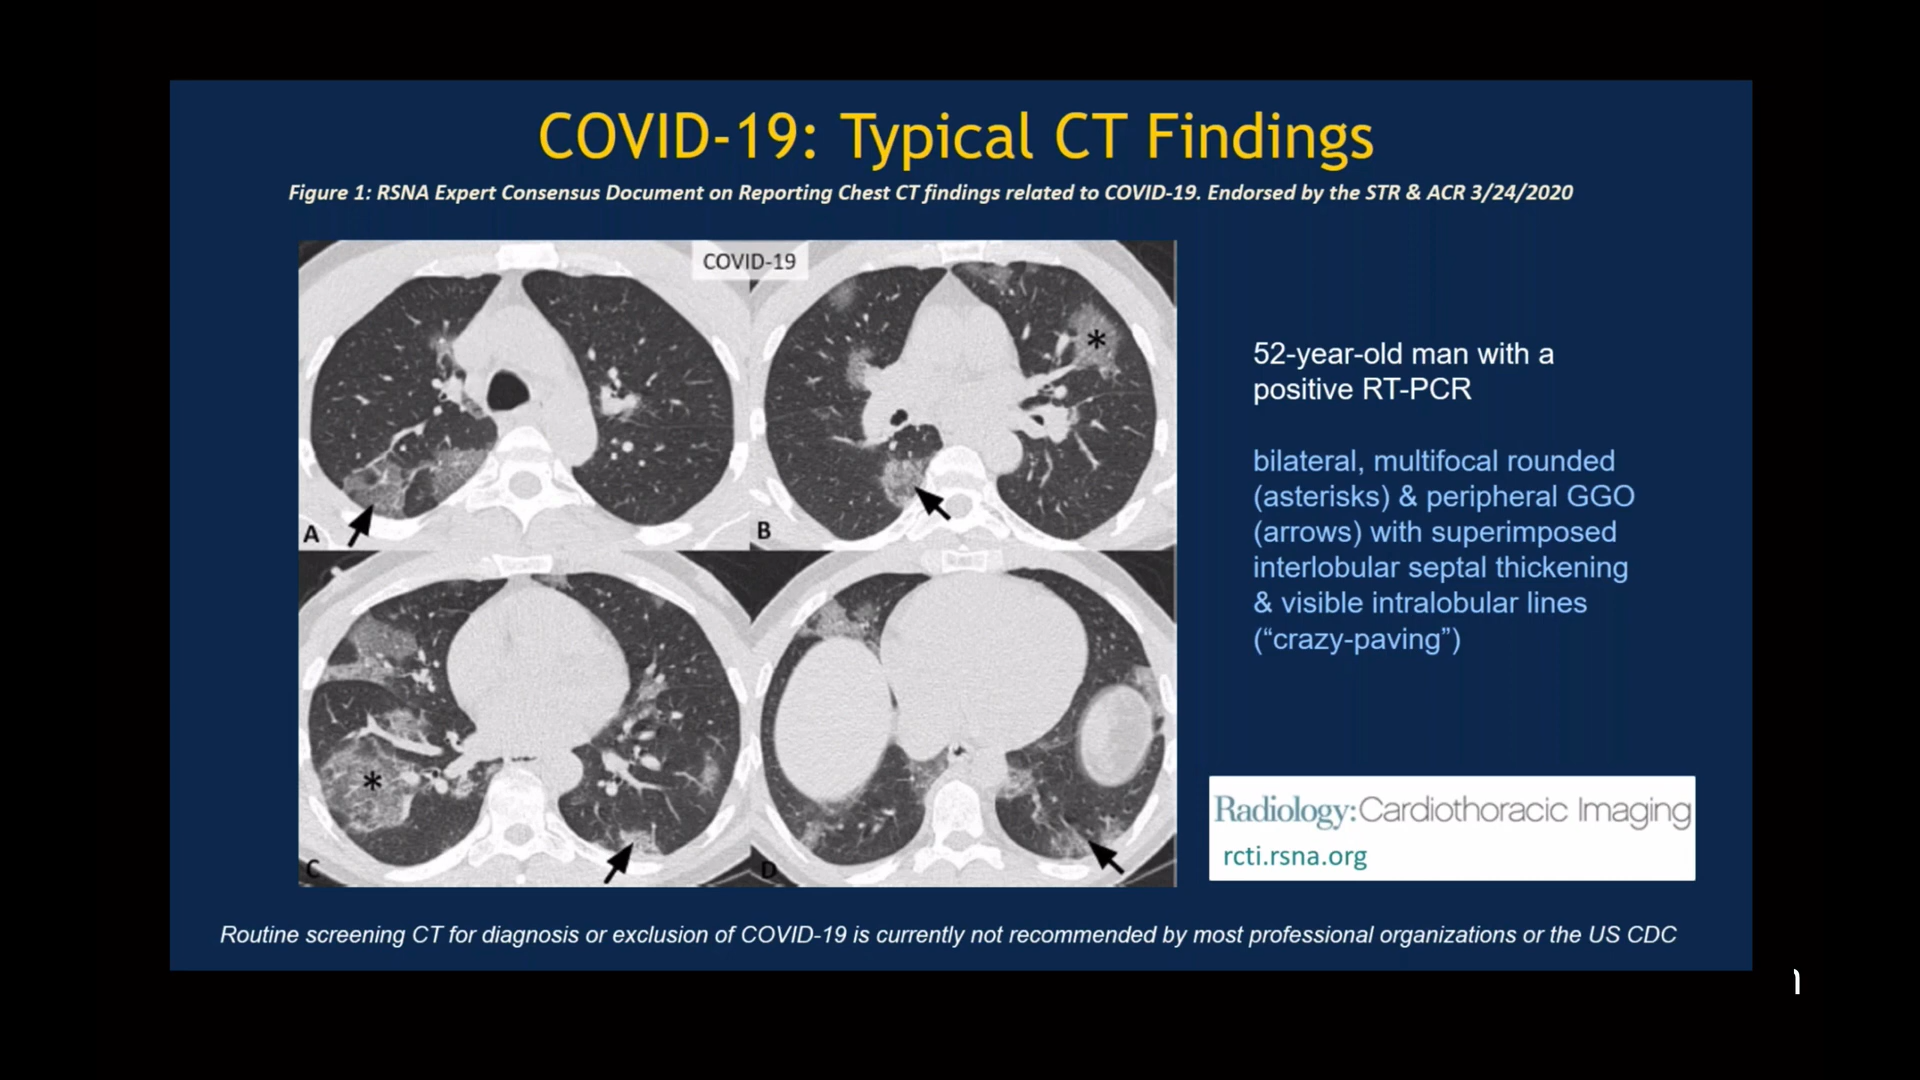 COVID-19: Typical CT Findings
Figure 1: RSNA Expert Consensus Document on Reporting Chest CT findings related to COVID-19. Endorsed by the STR & ACR 3/24/2020
COVID-19
*
A
B
*
C
D
52-year-old man with a
positive RT-PCR
bilateral, multifocal rounded
(asterisks) & peripheral GGO
(arrows) with superimposed
interlobular septal thickening
& visible intralobular lines
(“crazy-paving”)
Radiology: Cardiothoracic Imaging
rcti.rsna.org
Routine screening CT for diagnosis or exclusion of COVID-19 is currently not recommended by most professional organizations or the US CDC